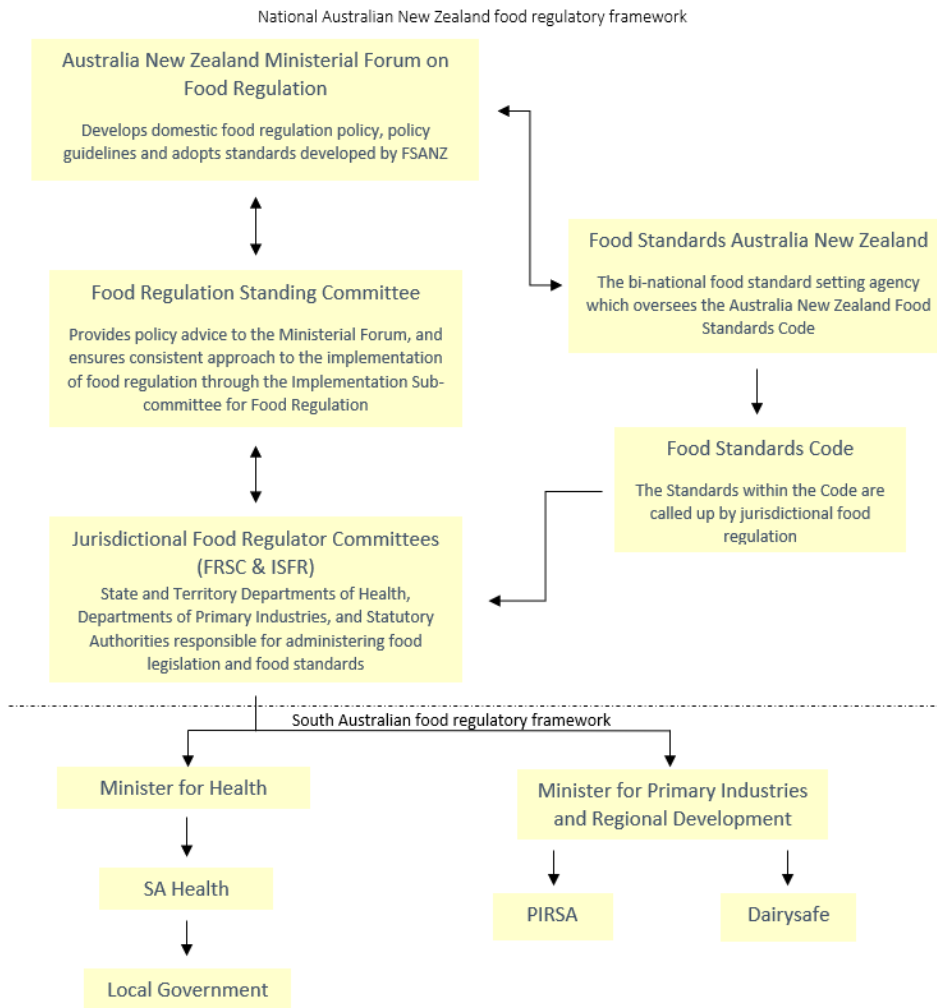 National Australian New Zealand food regulatory framework
Australia New Zealand Ministerial Forum on
Food Regulation
Develops domestic food regulation policy, policy
guidelines and adopts standards developed by FSANZ
Food Standards Australia New Zealand
The bi-national food standard setting agency
which oversees the Australia New Zealand Food
Standards Code
Food Regulation Standing Committee
Provides policy advice to the Ministerial Forum, and
ensures consistent approach to the implementation
of food regulation through the Implementation Sub-
committee for Food Regulation
Food Standards Code
The Standards within the Code are
called up by jurisdictional food
regulation
Jurisdictional Food Regulator Committees
(FRSC & ISFR)
State and Territory Departments of Health,
Departments of Primary Industries, and Statutory
Authorities responsible for administering food
legislation and food standards
South Australian food regulatory framework
Minister for Health
Minister for Primary Industries
and Regional Development
SA Health
PIRSA
Dairysafe
Local Government